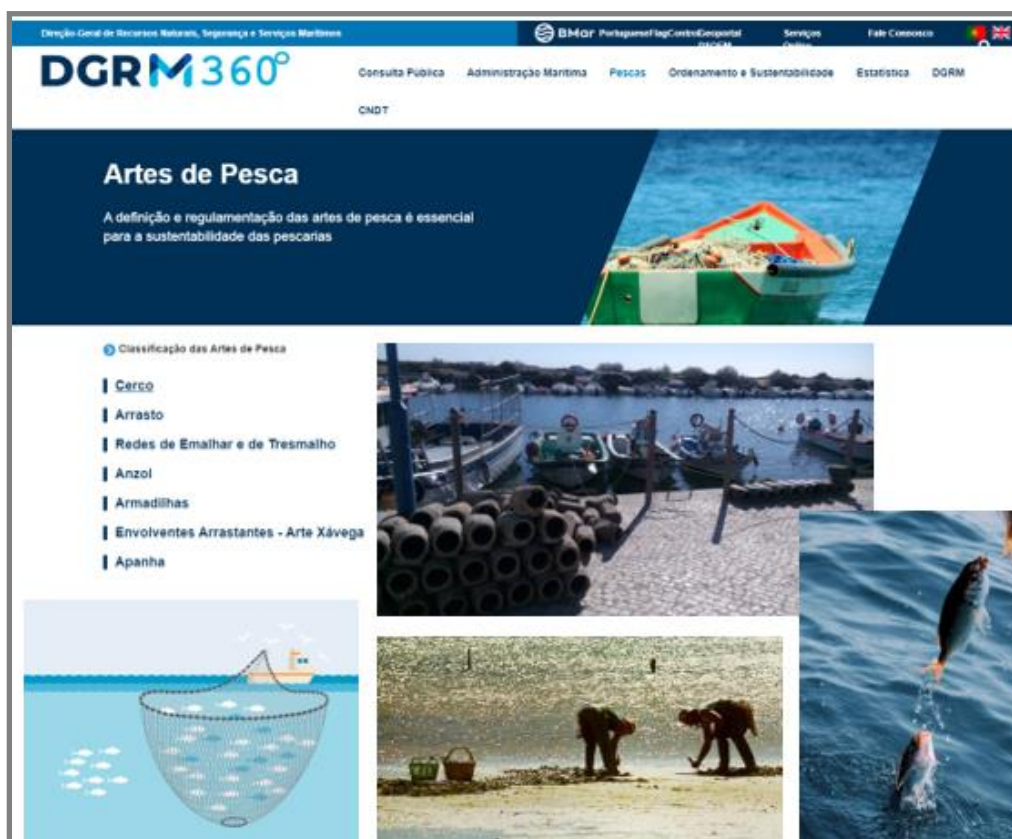 Direção-Geral de Recursos Naturais, Segurança e Serviços Marítimos
BMar PortugueseFlagControl Geoportal Serviços Fale Connosco
DGRM360°
Consulta Pública Administração Marítima Pescas Ordenamento e Sustentabilidade Estatística DGRM
CNDT
Artes de Pesca
A definição e regulamentação das artes de pesca é essencial
para a sustentabilidade das pescarias
Classificação das Artes de Pesca
Cerco
Arrasto
Redes de Emalhar e de Tresmalho
Anzol
Armadilhas
Envolventes Arrastantes - Arte Xávega
Apanha